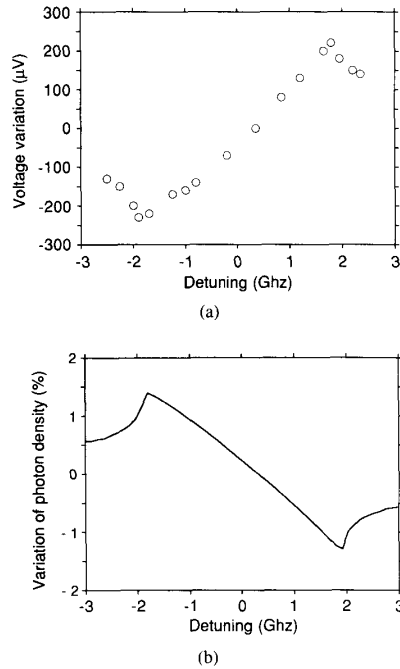 300
200
100
0
-100
-200
-300
Voltage variation (μV)
-3 -2 -1 0 1 2 3
Detuning (Ghz)
(a)
2
1
0
- 1
- 2
Variation of photon density (%)
-3 -2 -1 0 1 2 3
Detuning (Ghz)
(b)